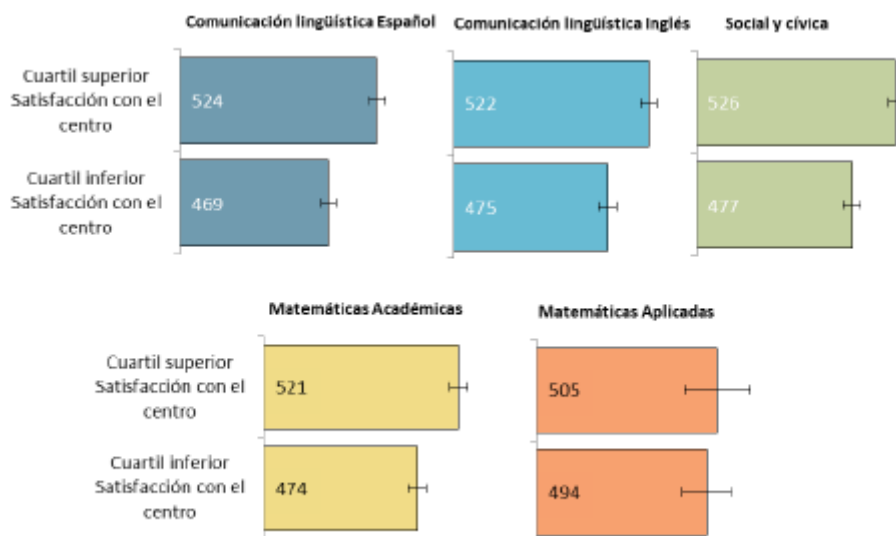 Comunicación lingüística Español
Comunicación lingüística Inglés
Social y cívica
Cuartil superior
Satisfacción con el
centro
524
522
526
Cuartil inferior
Satisfacción con el
centro
469
475
477
Matemáticas Académicas
Matemáticas Aplicadas
Cuartil superior
Satisfacción con el
centro
521
505
Cuartil inferior
Satisfacción con el
centro
474
494